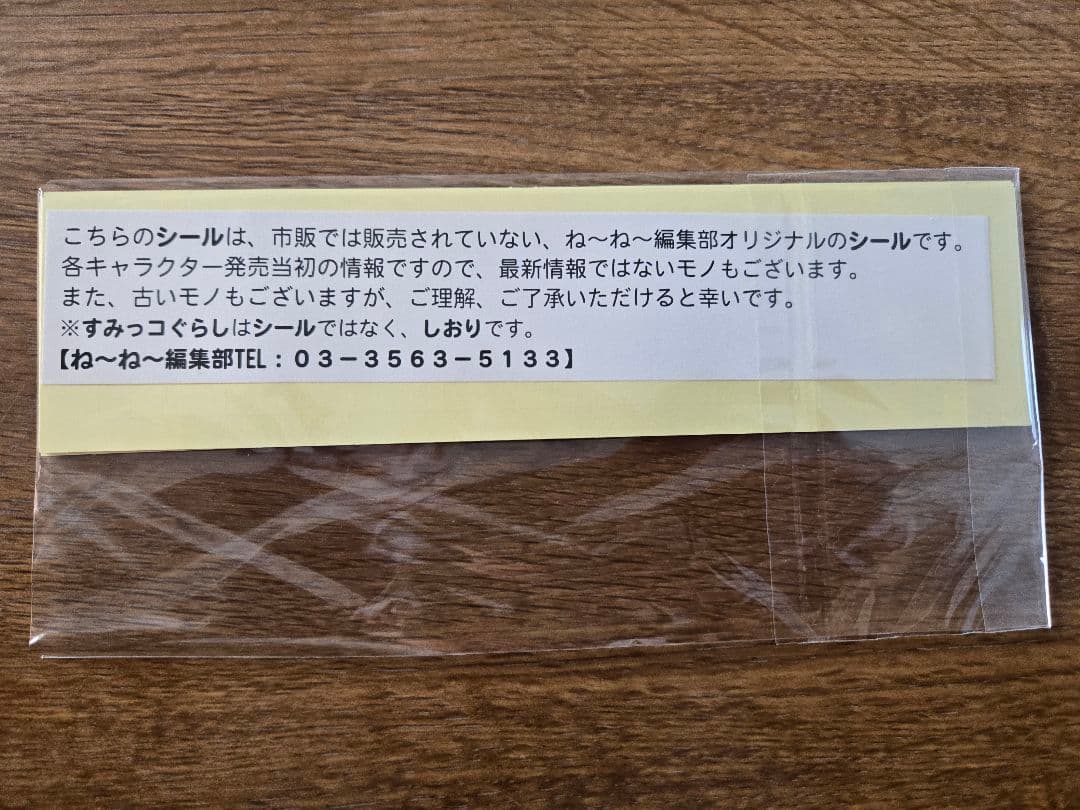 こちらのシールは、市販では販売されていない、ね～ね～編集部オリジナルのシールです。
各キャラクター発売当初の情報ですので、最新情報ではないモノもございます。
また、古いモノもございますが、ご理解、ご了承いただけると幸いです。
※すみっコぐらしはシールではなく、しおりです。
【ね～ね～編集部TEL：０３－３５６３－５１３３】